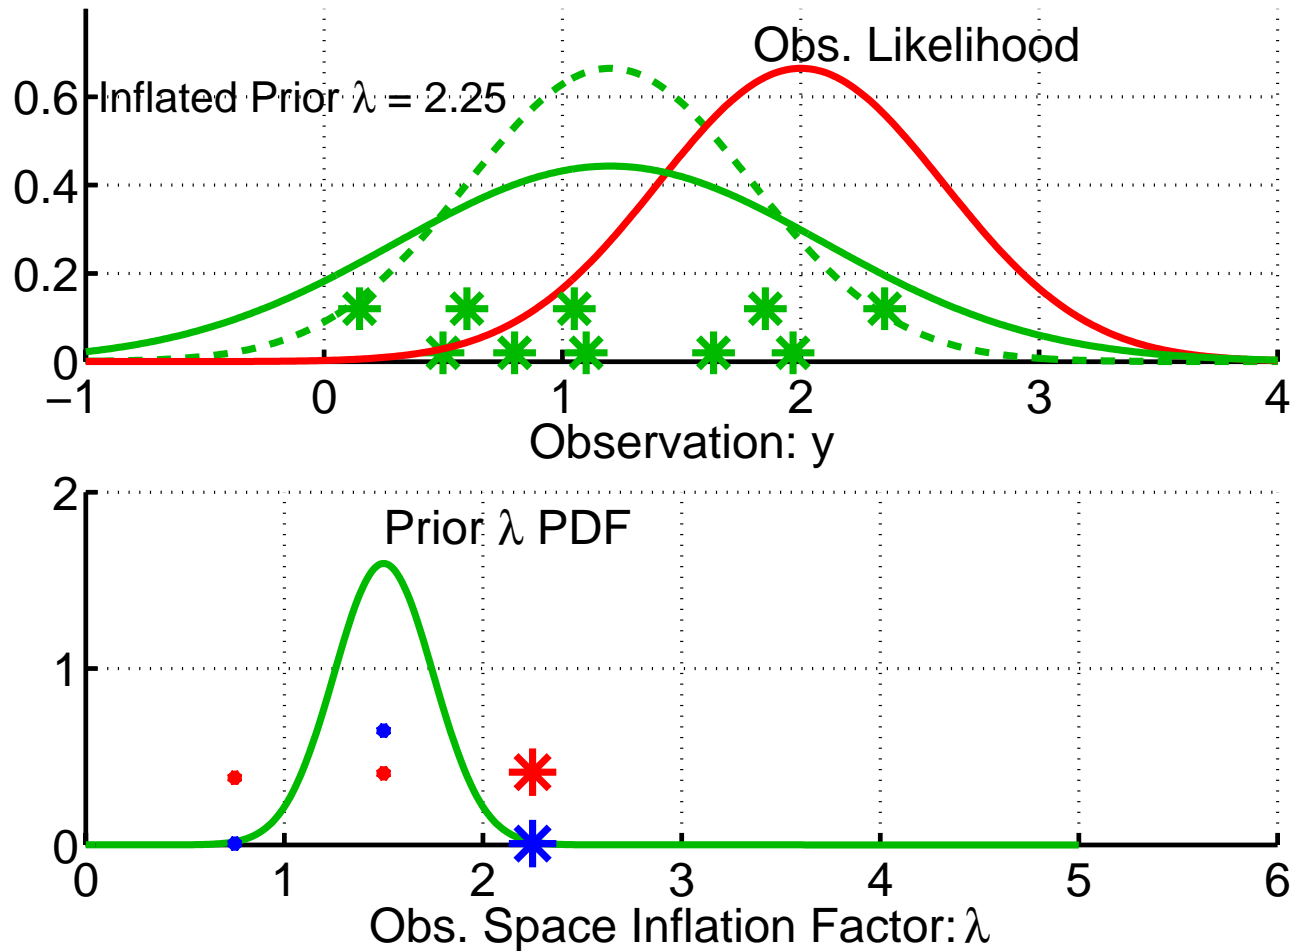 Obs. Likelihood
Inflated Prior λ = 2.25
0.6
0.4
0.2
0
−1 0 1 2 3 4
Observation: y
2
Prior λ PDF
1
0
0 1 2 3 4 5 6
Obs. Space Inflation Factor: λ